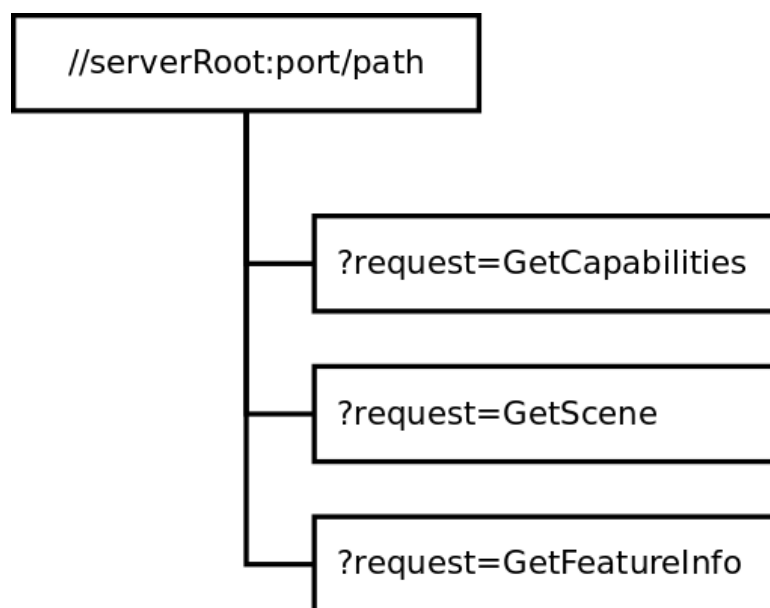 //serverRoot:port/path
?request=GetCapabilities
?request=GetScene
?request=GetFeatureInfo